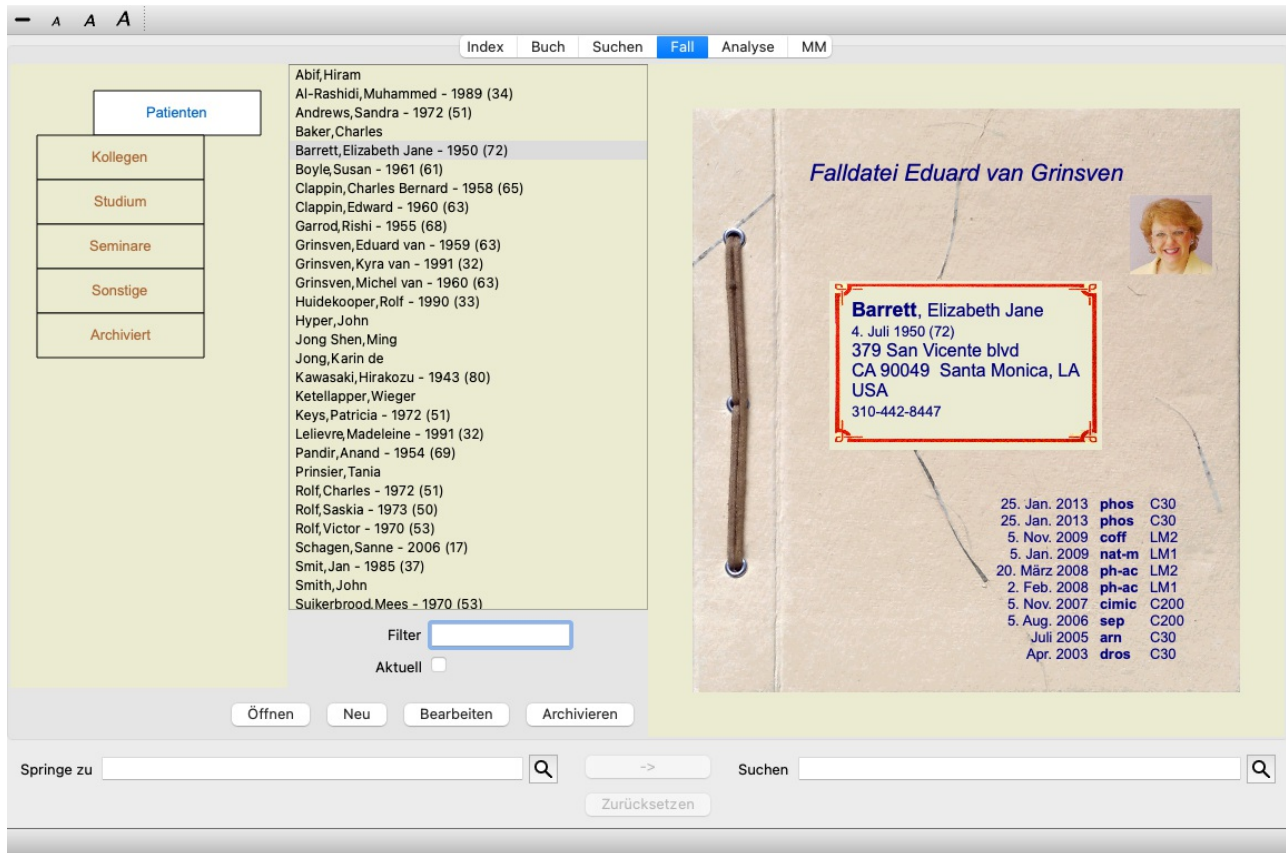 A A A
Index Buch Suchen Fall Analyse MM
Patienten
Kollegen
Studium
Seminare
Sonstige
Archiviert
Abif,Hiram
Al-Rashidi,Muhammed - 1989 (34)
Andrews,Sandra - 1972 (51)
Baker,Charles
Barrett,Elizabeth Jane - 1950 (72)
Boyle,Susan - 1961 (61)
Clappin,Charles Bernard - 1958 (65)
Clappin,Edward - 1960 (63)
Garrod,Rishi - 1955 (68)
Grinsven,Eduard van - 1959 (63)
Grinsven,Kyra van - 1991 (32)
Grinsven,Michel van - 1960 (63)
Huidekooper,Rolf - 1990 (33)
Hyper,John
Jong Shen,Ming
Jong,Karin de
Kawasaki,Hirakozu - 1943 (80)
Ketellapper,Wieger
Keys,Patricia - 1972 (51)
Lelievre,Madeleine - 1991 (32)
Pandir,Anand - 1954 (69)
Prinsier,Tania
Rolf,Charles - 1972 (51)
Rolf,Saskia - 1973 (50)
Rolf,Victor - 1970 (53)
Schagen,Sanne - 2006 (17)
Smit,Jan - 1985 (37)
Smith,John
Suikerbrood,Mees - 1970 (53)
Filter
Aktuell
Öffnen Neu Bearbeiten Archivieren
Falldatei Eduard van Grinsven
Barrett, Elizabeth Jane
4. Juli 1950 (72)
379 San Vicente blvd
CA 90049 Santa Monica, LA
USA
310-442-8447
25. Jan. 2013 phos C30
25. Jan. 2013 phos C30
5. Nov. 2009 coff LM2
5. Jan. 2009 nat-m LM1
20. März 2008 ph-ac LM2
2. Feb. 2008 ph-ac LM1
5. Nov. 2007 cimic C200
5. Aug. 2006 sep C200
Juli 2005 arn C30
Apr. 2003 dros C30
Springe zu -> Suchen
Zurücksetzen